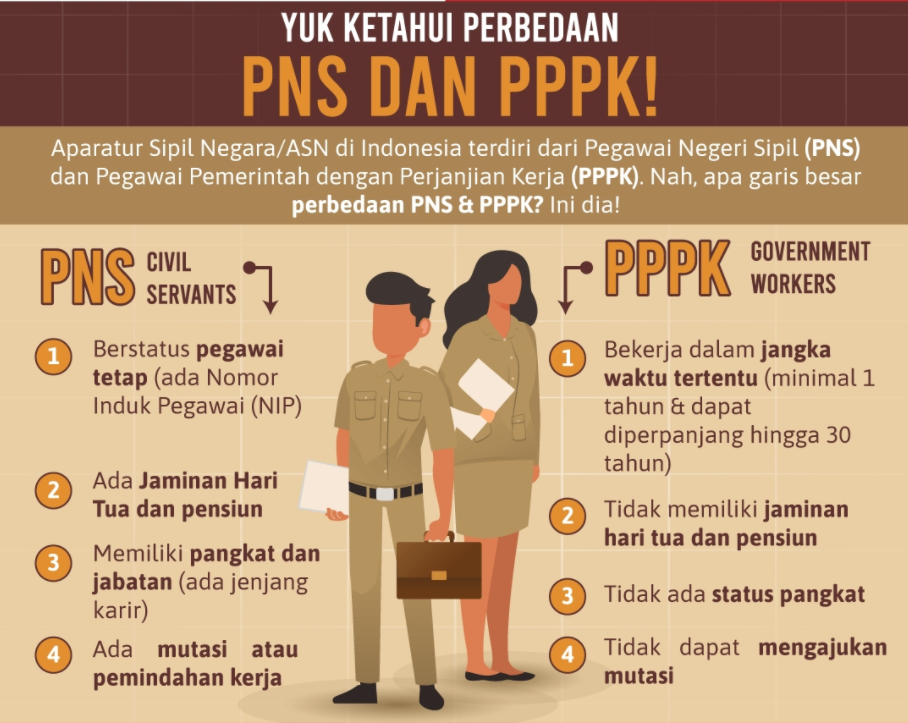 YUK KETAHUI PERBEDAAN
PNS DAN PPPK!
Aparatur Sipil Negara/ASN di Indonesia terdiri dari Pegawai Negeri Sipil (PNS)
dan Pegawai Pemerintah dengan Perjanjian Kerja (PPPK). Nah, apa garis besar
perbedaan PNS & PPPK? Ini dia!
PNS
CIVIL
SERVANTS
1
Berstatus pegawai
tetap (ada Nomor
Induk Pegawai (NIP)
2
Ada Jaminan Hari
Tua dan pensiun
3
Memiliki pangkat dan
jabatan (ada jenjang
karir)
4
Ada mutasi atau
pemindahan kerja
PPPK
GOVERNMENT
WORKERS
1
Bekerja dalam jangka
waktu tertentu (minimal 1
tahun & dapat
diperpanjang hingga 30
tahun)
2
Tidak memiliki jaminan
hari tua dan pensiun
3
Tidak ada status pangkat
4
Tidak dapat mengajukan
mutasi